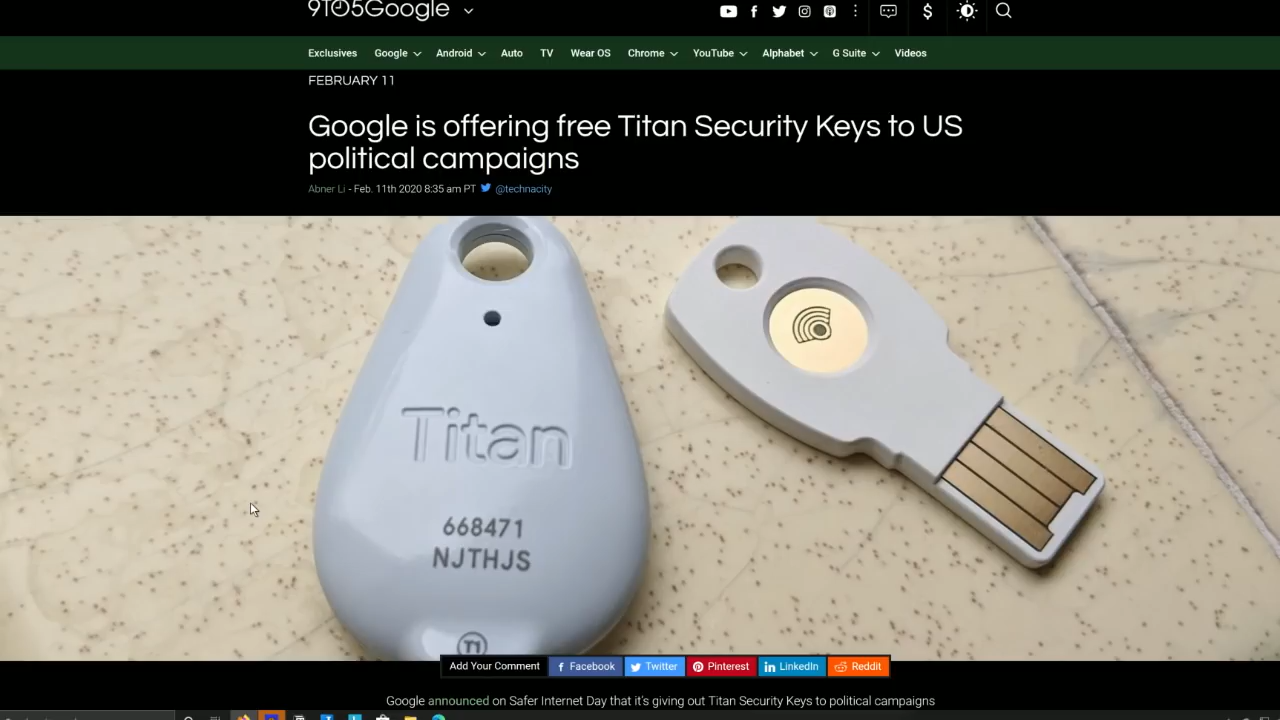 9TO5Google
Exclusives Google Android Auto TV Wear OS Chrome YouTube Alphabet G Suite Videos
FEBRUARY 11
Google is offering free Titan Security Keys to US
political campaigns
Abner Li - Feb. 11th 2020 8:35 am PT @technacity
Titan
668471
NJTHJS
Add Your Comment Facebook Twitter Pinterest LinkedIn Reddit
Google announced on Safer Internet Day that it's giving out Titan Security Keys to political campaigns